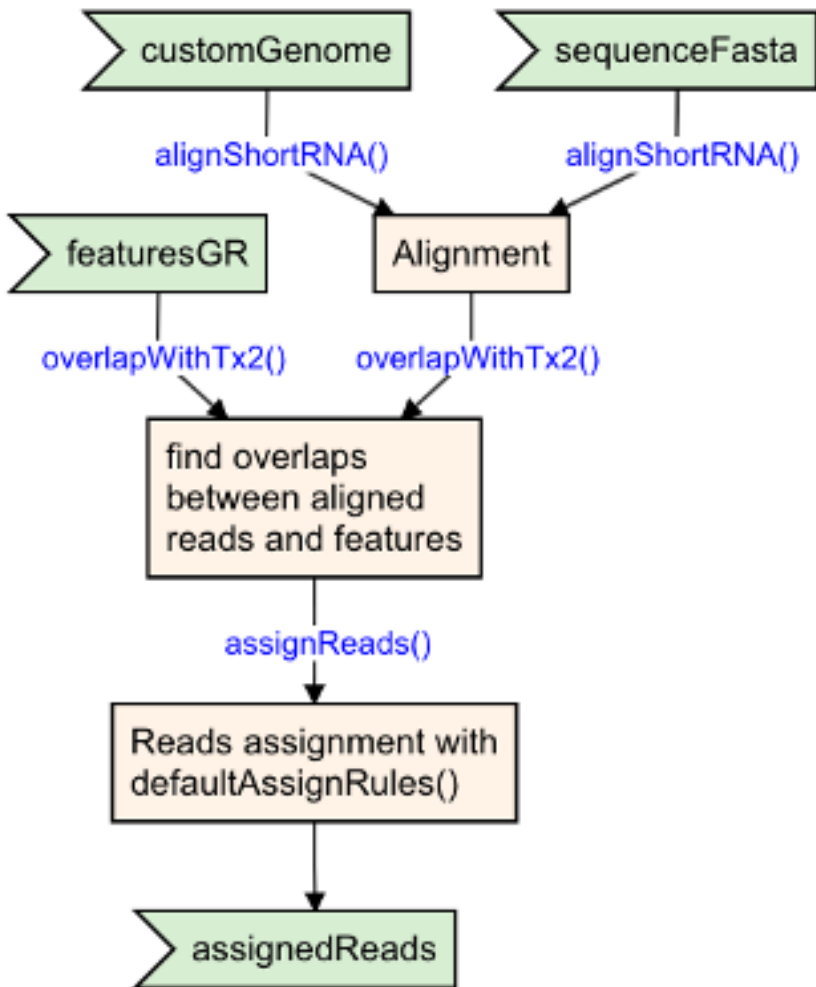 customGenome
sequenceFasta
alignShortRNA()
alignShortRNA()
featuresGR
Alignment
overlapWithTx2()
overlapWithTx2()
find overlaps
between aligned
reads and features
assignReads()
Reads assignment with
defaultAssignRules()
assignedReads